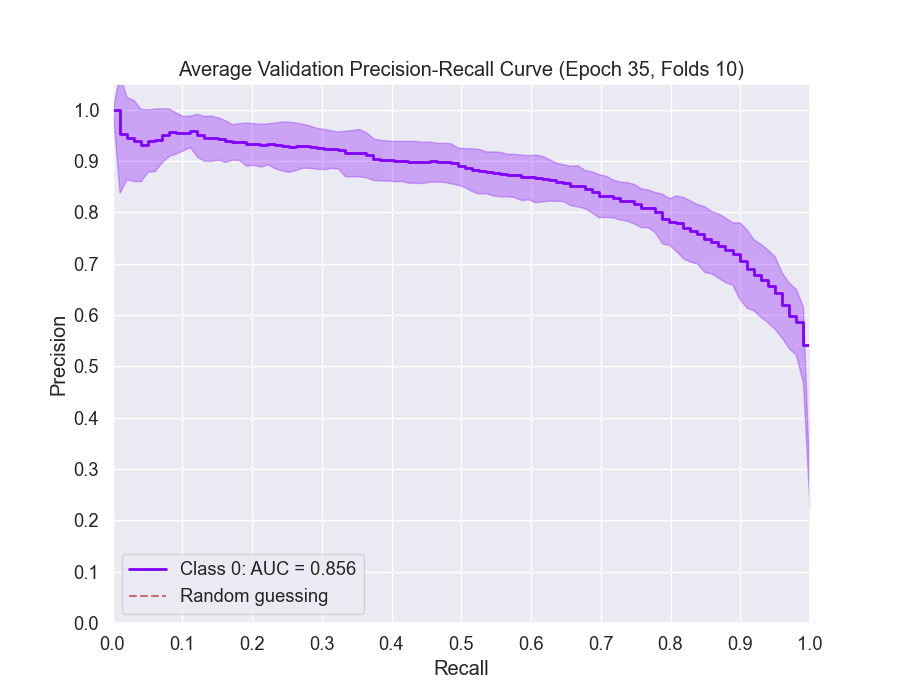 Average Validation Precision-Recall Curve (Epoch 35, Folds 10)
Precision
1.0
0.9
0.8
0.7
0.6
0.5
0.4
0.3
0.2
0.1
0.0
Class 0: AUC = 0.856
Random guessing
0.0 0.1 0.2 0.3 0.4 0.5 0.6 0.7 0.8 0.9 1.0
Recall